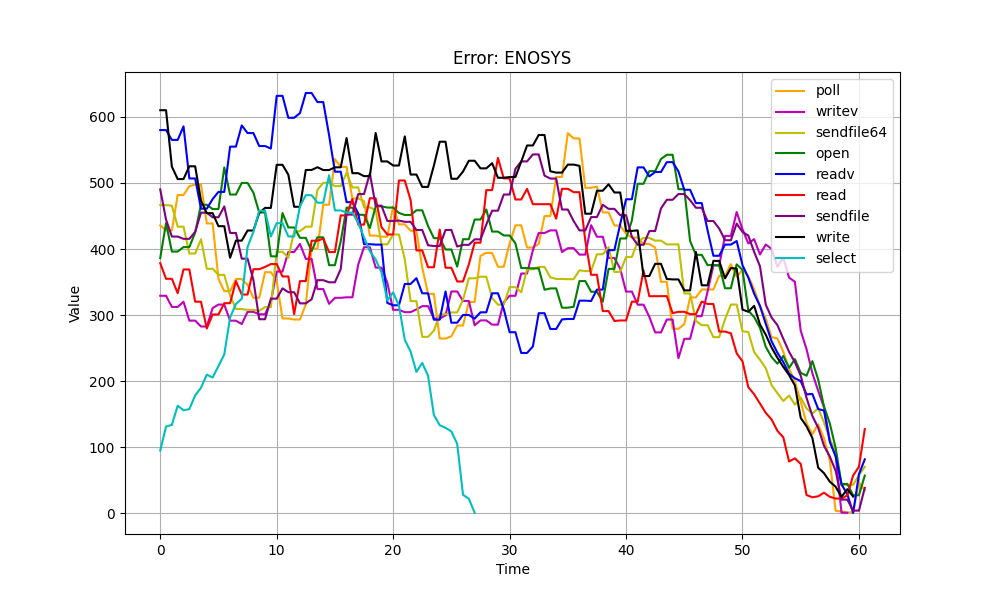 Error: ENOSYS
poll
writev
sendfile64
open
readv
read
sendfile
write
select
Value
600
500
400
300
200
100
0
0 10 20 30 40 50 60
Time